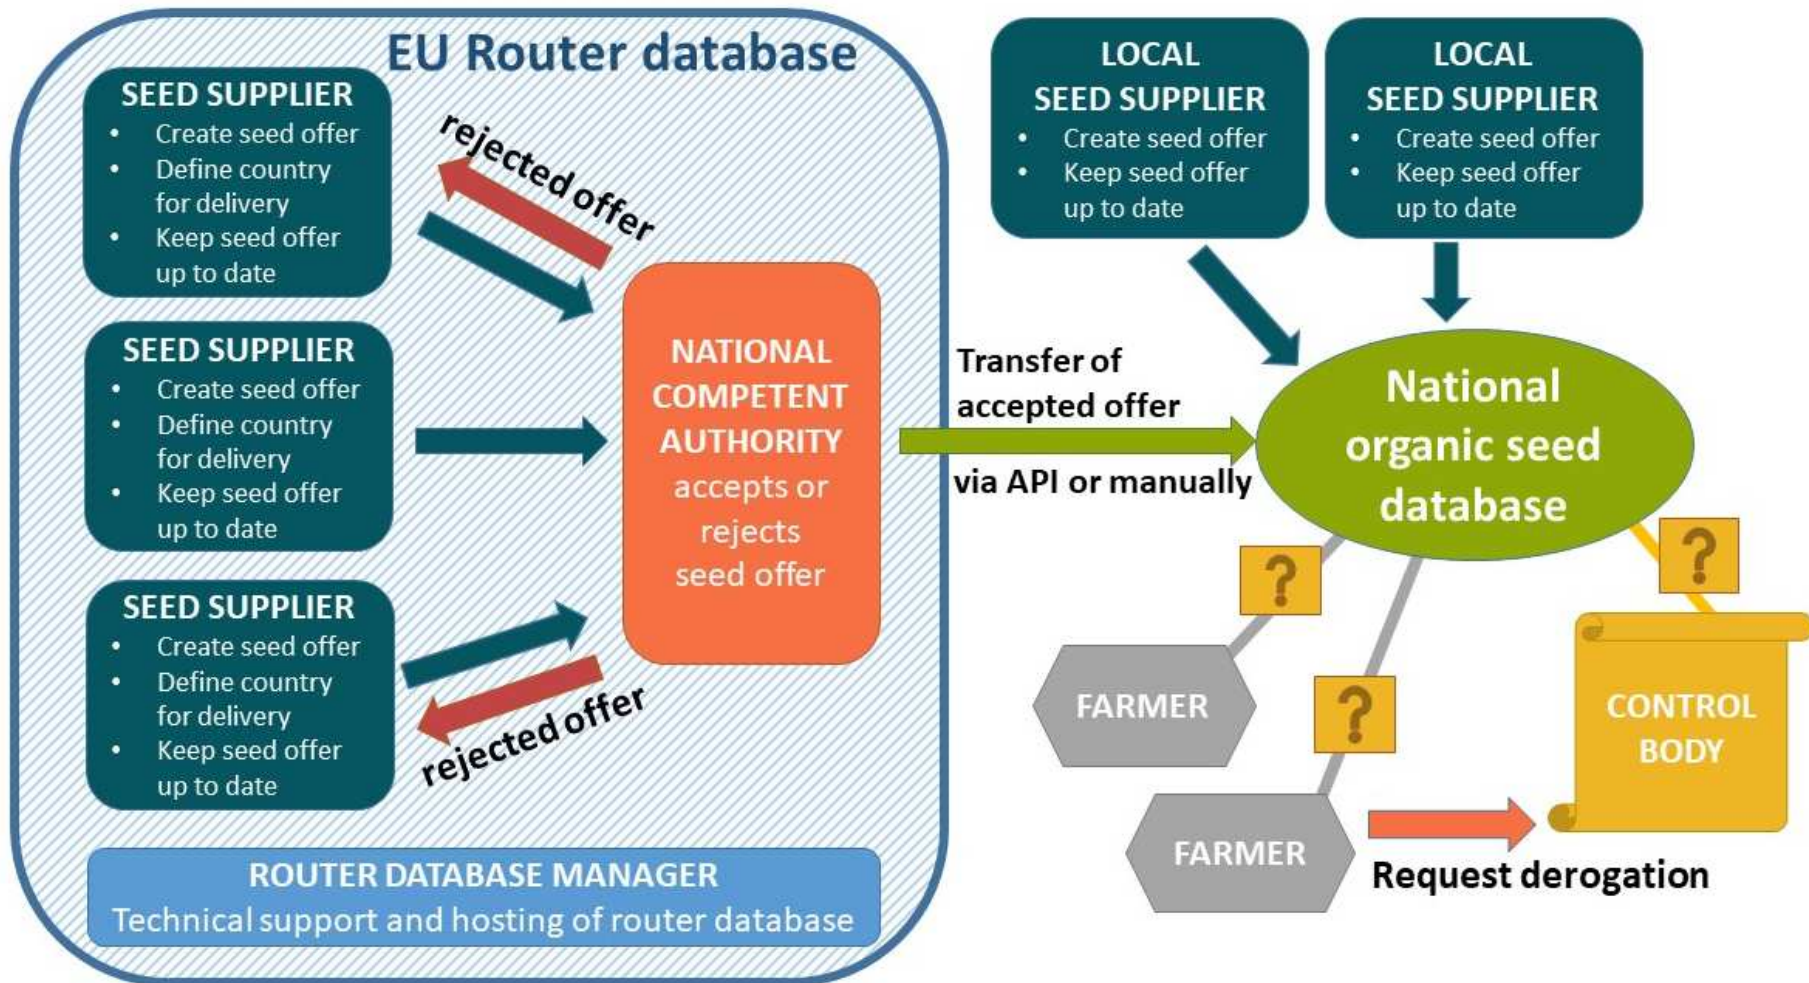 EU Router database
SEED SUPPLIER
• Create seed offer
• Define country
for delivery
• Keep seed offer
up to date
rejected offer
SEED SUPPLIER
• Create seed offer
• Define country
for delivery
• Keep seed offer
up to date
SEED SUPPLIER
• Create seed offer
• Define country
for delivery
• Keep seed offer
up to date
rejected offer
NATIONAL
COMPETENT
AUTHORITY
accepts or
rejects
seed offer
ROUTER DATABASE MANAGER
Technical support and hosting of router database
Transfer of
accepted offer
via API or manually
LOCAL
SEED SUPPLIER
• Create seed offer
• Keep seed offer
up to date
LOCAL
SEED SUPPLIER
• Create seed offer
• Keep seed offer
up to date
National
organic seed
database
?
?
?
FARMER
FARMER
CONTROL
BODY
Request derogation